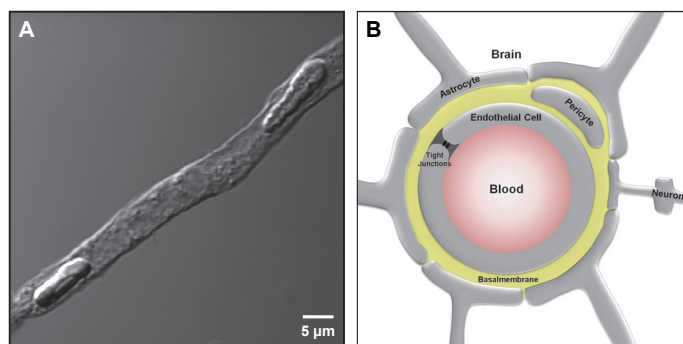 A
5 µm
B
Brain
Astrocyte
Pericyte
Endothelial Cell
Tight
Junctions
Blood
Neuron
Basalmembrane